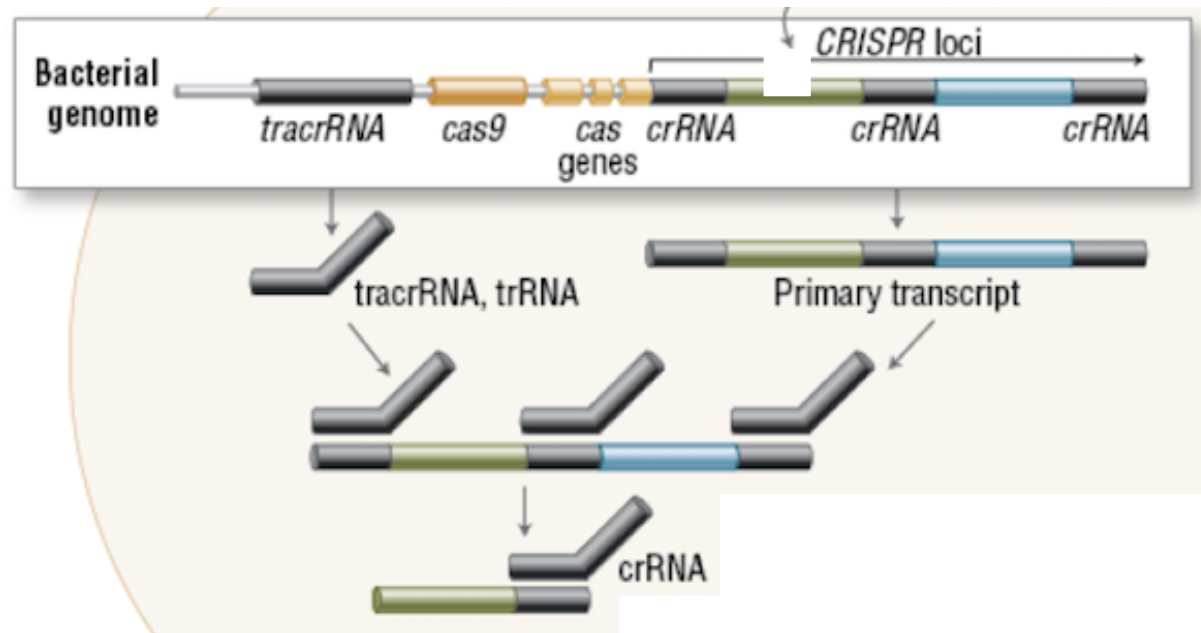 CRISPR loci
Bacterial
genome
tracrRNA cas9 cas crRNA crRNA crRNA
genes
tracrRNA, trRNA
Primary transcript
crRNA